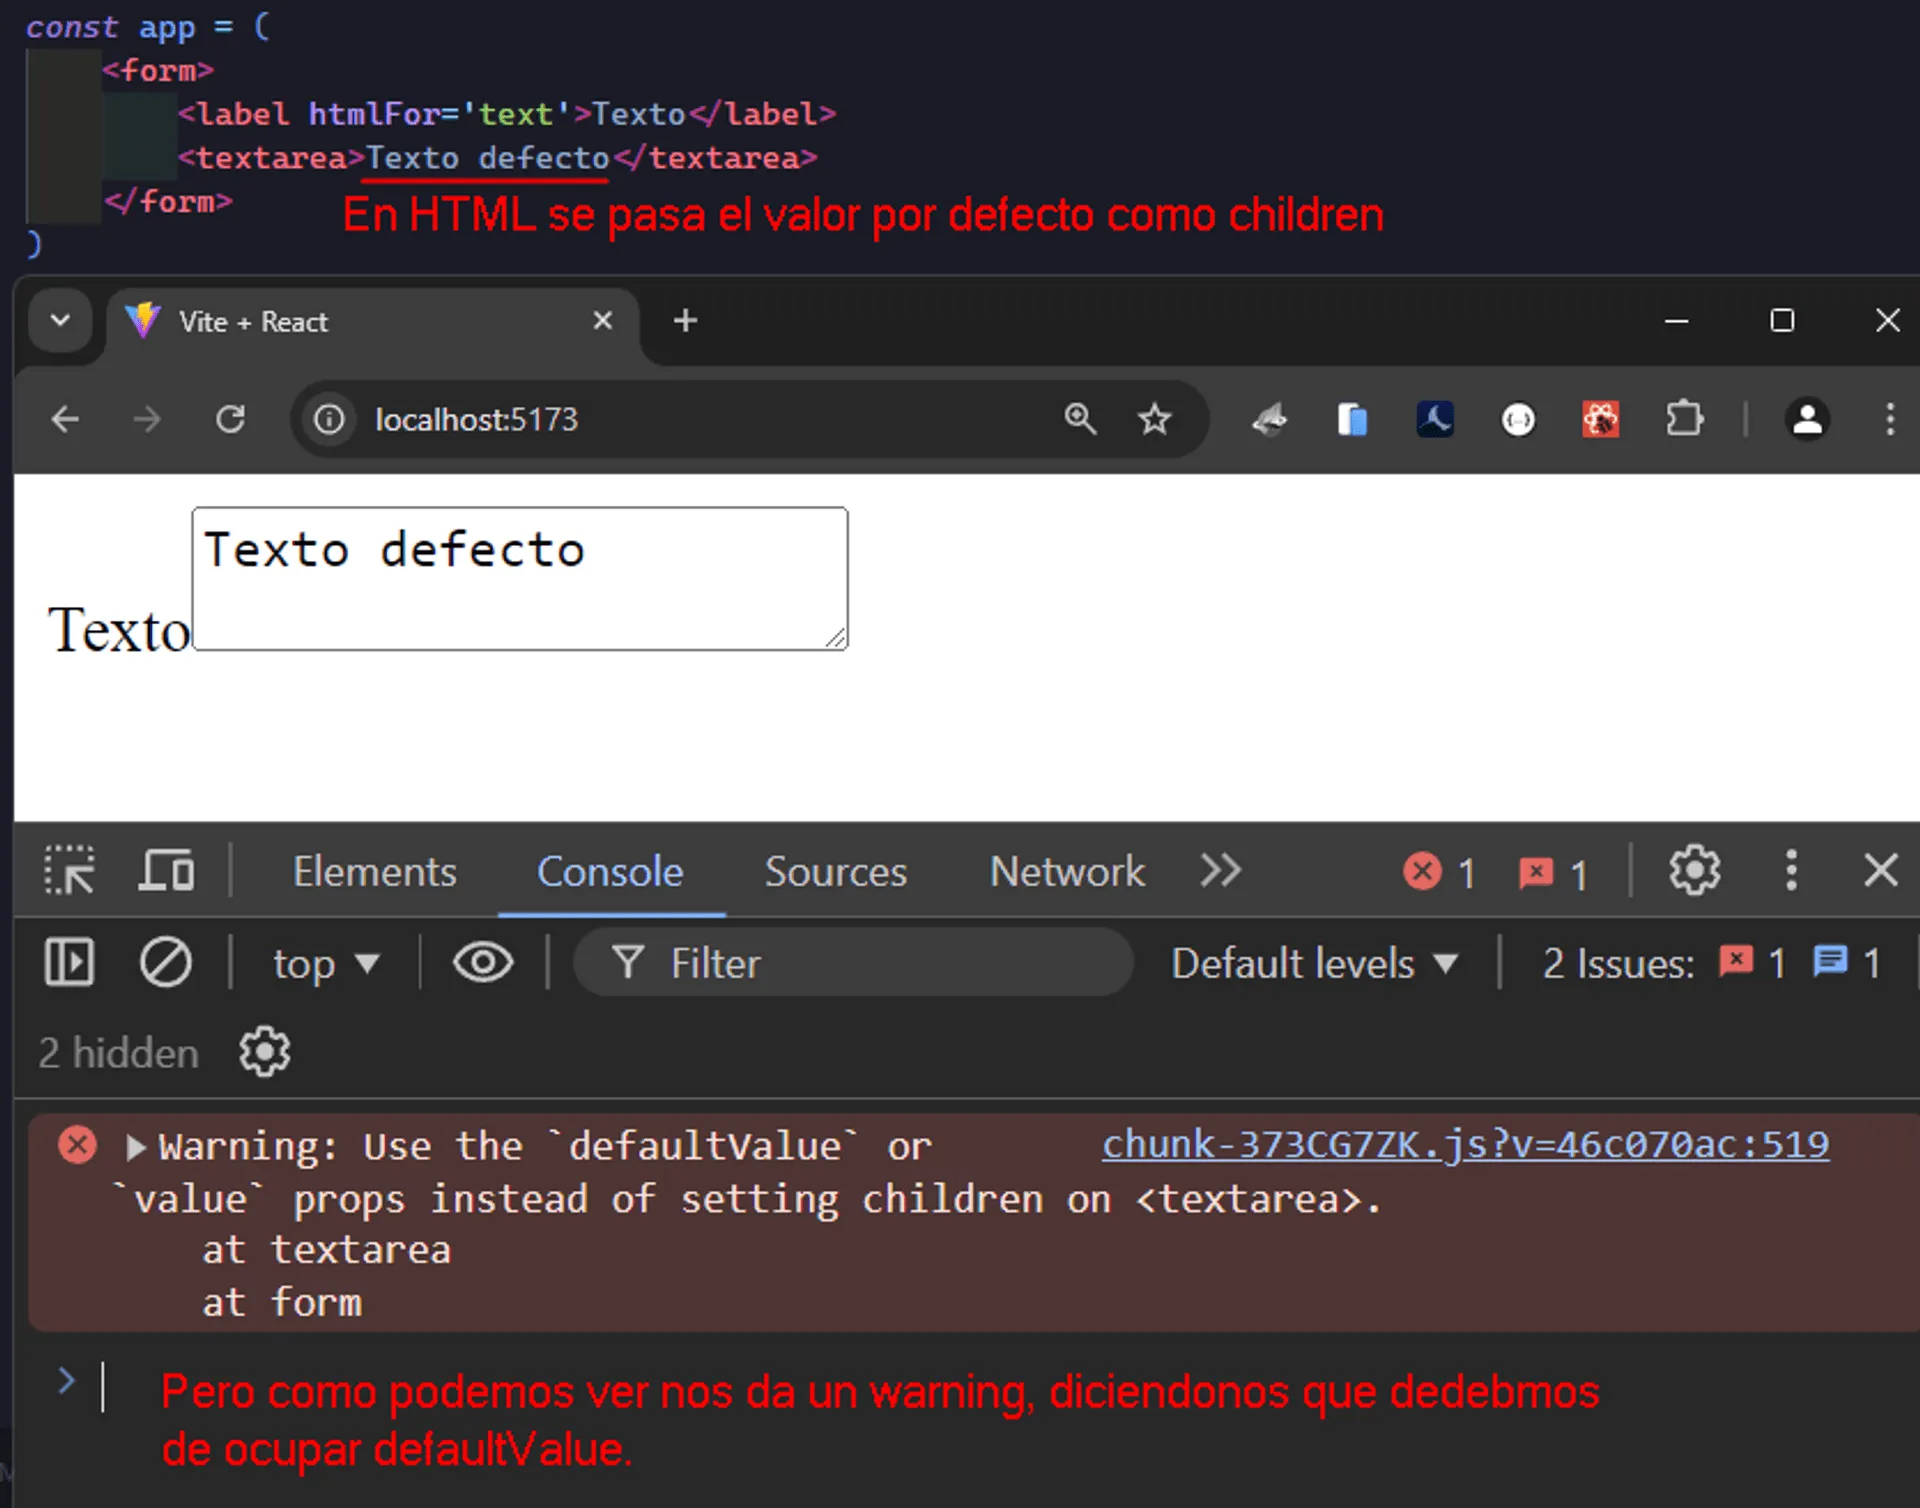 const app = (
<form>
<label htmlFor='text'>Texto</label>
<textarea>Texto defecto</textarea>
</form>
En HTML se pasa el valor por defecto como children
)
Vite + React
localhost:5173
Texto defecto
Texto
Elements Console Sources Network 1 1
top Filter Default levels 2 Issues: 1 1
2 hidden
Warning: Use the `defaultValue` or chunk-373CG7ZK.js?v=46c070ac:519
`value` props instead of setting children on <textarea>.
at textarea
at form
Pero como podemos ver nos da un warning, diciendonos que dedebmos
de ocupar defaultValue.